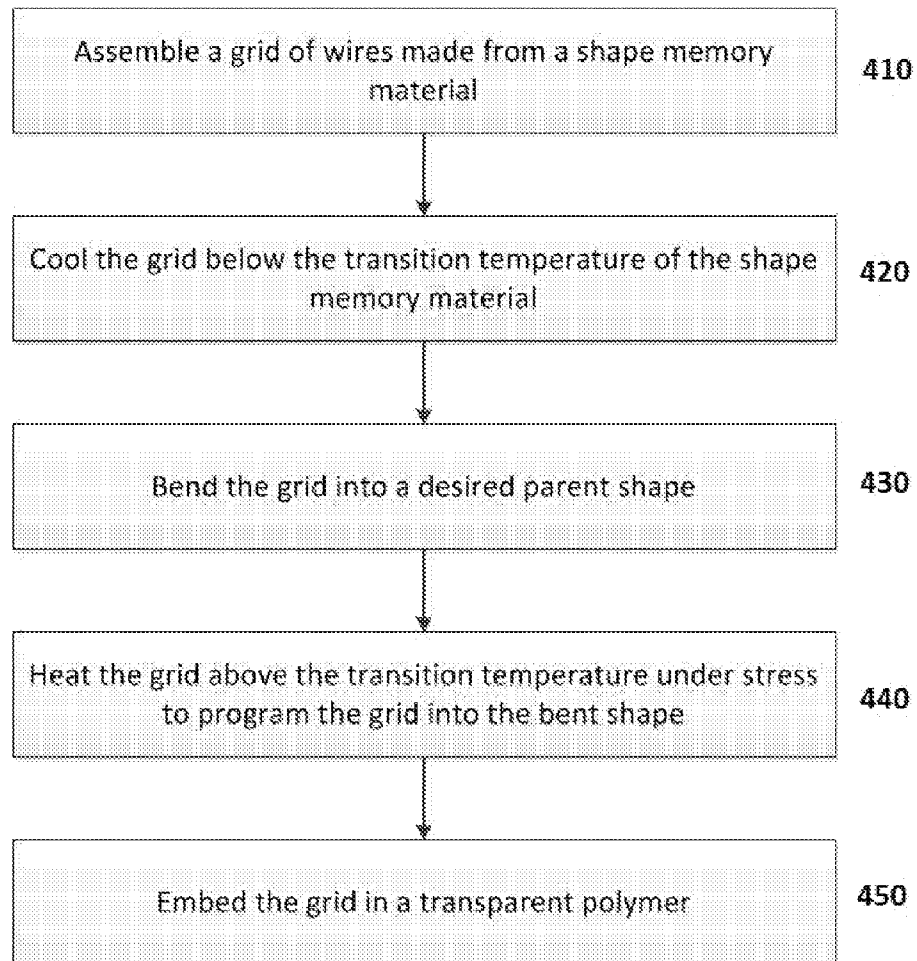 Assemble a grid of wires made from a shape memory
material
410
Cool the grid below the transition temperature of the shape
memory material
420
Bend the grid into a desired parent shape
430
Heat the grid above the transition temperature under stress
to program the grid into the bent shape
440
Embed the grid in a transparent polymer
450